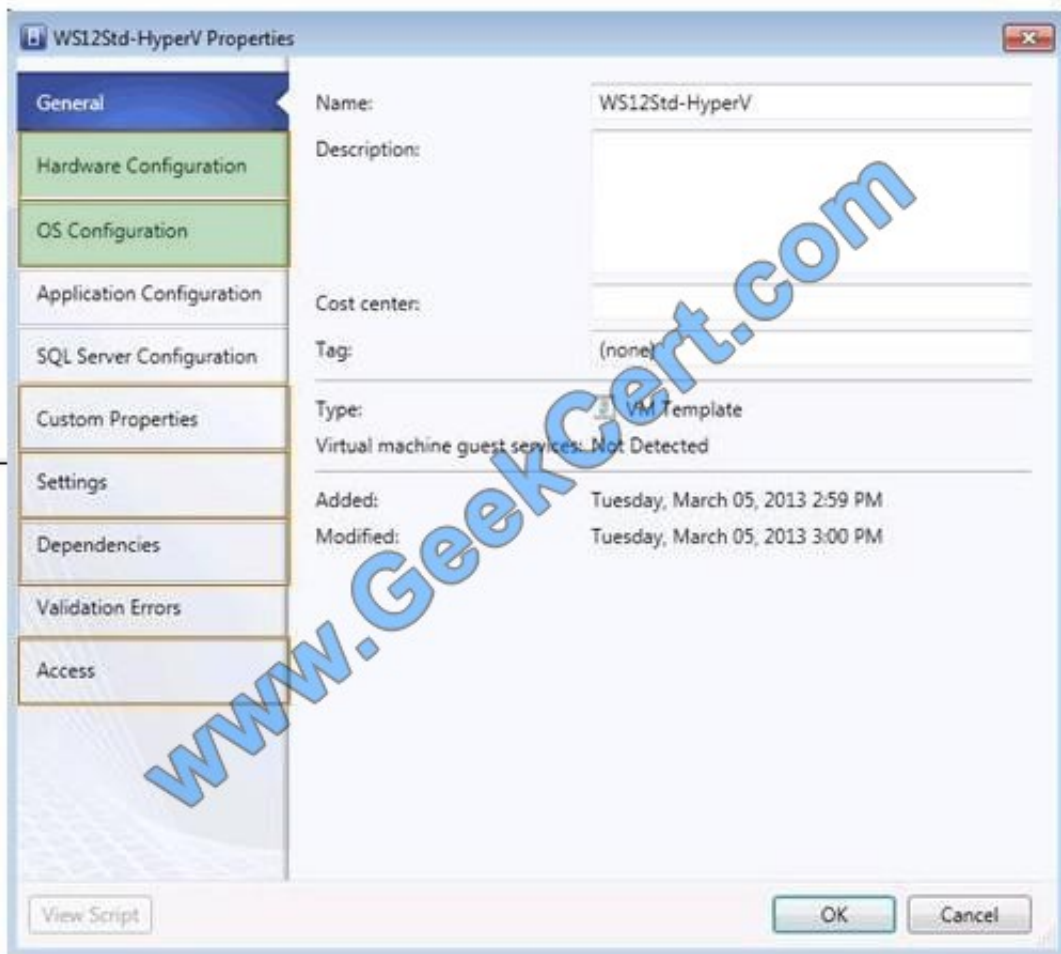 WS12Std-HyperV Properties
General
Hardware Configuration
OS Configuration
Application Configuration
SQL Server Configuration
Custom Properties
Settings
Dependencies
Validation Errors
Access
Name: WS12Std-HyperV
Description:
Cost center:
Tag: (none)
Type: VM Template
Virtual machine guest services: Not Detected
Added: Tuesday, March 05, 2013 2:59 PM
Modified: Tuesday, March 05, 2013 3:00 PM
www.GeekCert.com
View Script
OK
Cancel